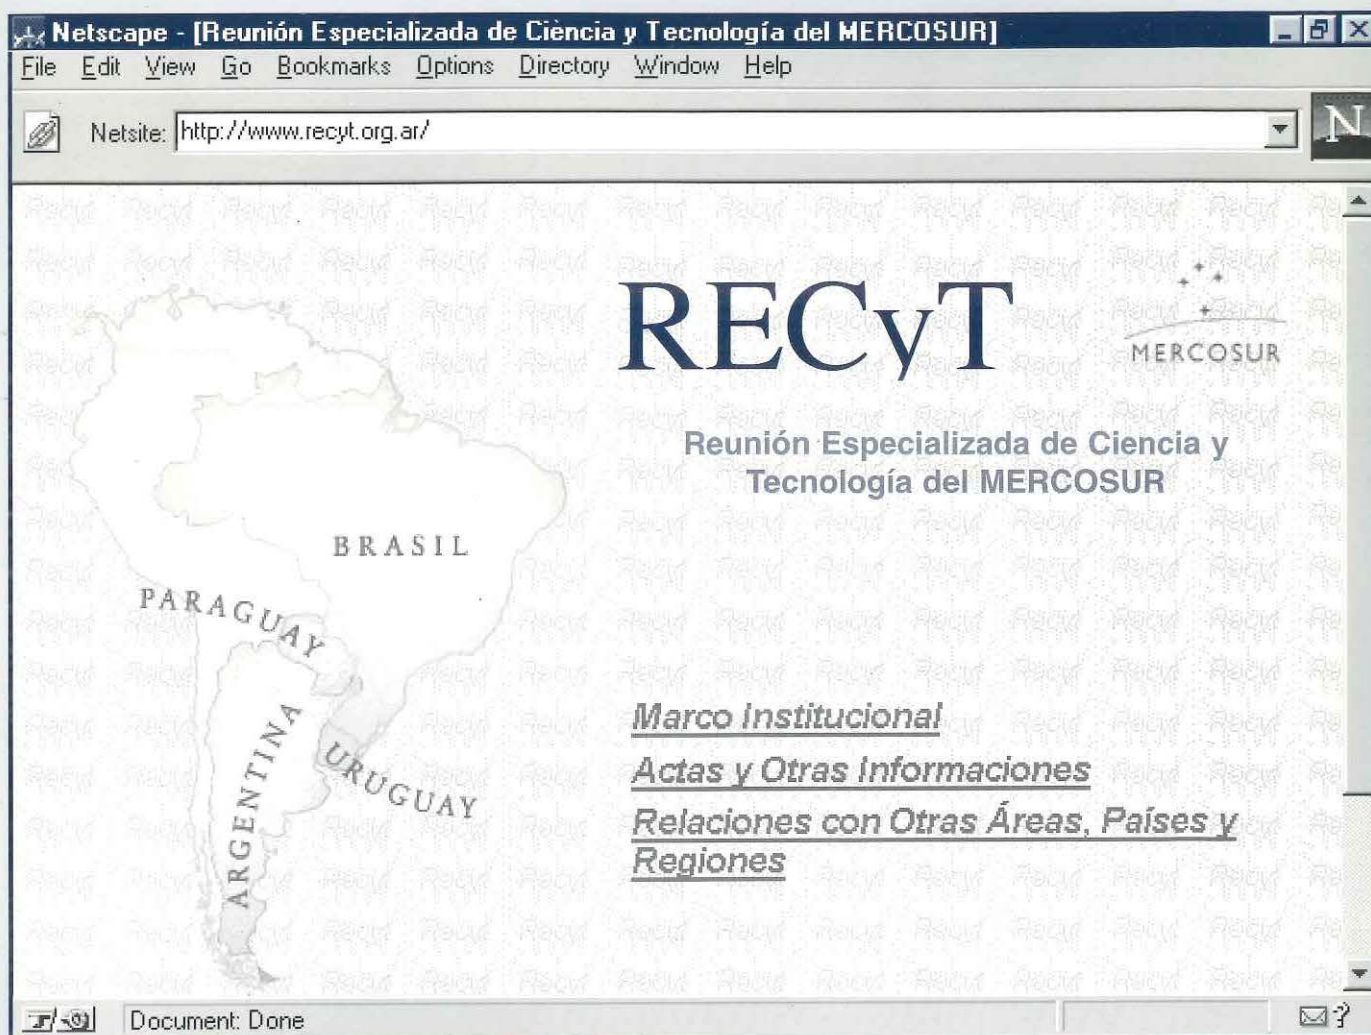 Netscape - [Reunión Especializada de Ciència y Tecnología del MERCOSUR]
File Edit View Go Bookmarks Options Directory Window Help
Netsite: http://www.recyt.org.ar/
N
RECyT
MERCOSUR
Reunión Especializada de Ciencia y
Tecnología del MERCOSUR
BRASIL
PARAGUAY
ARGENTINA
URUGUAY
Marco Institucional
Actas y Otras Informaciones
Relaciones con Otras Áreas, Países y
Regiones
Document: Done